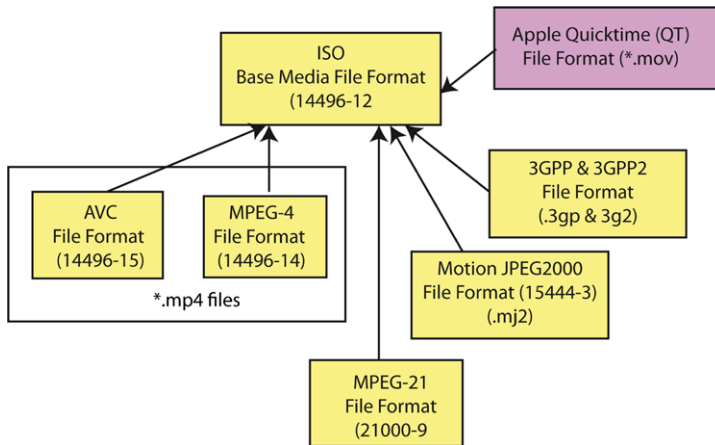 ISO
Base Media File Format
(14496-12
Apple Quicktime (QT)
File Format (*.mov)
3GPP & 3GPP2
File Format
(.3gp & 3g2)
AVC
File Format
(14496-15)
MPEG-4
File Format
(14496-14)
*.mp4 files
Motion JPEG2000
File Format (15444-3)
(.mj2)
MPEG-21
File Format
(21000-9